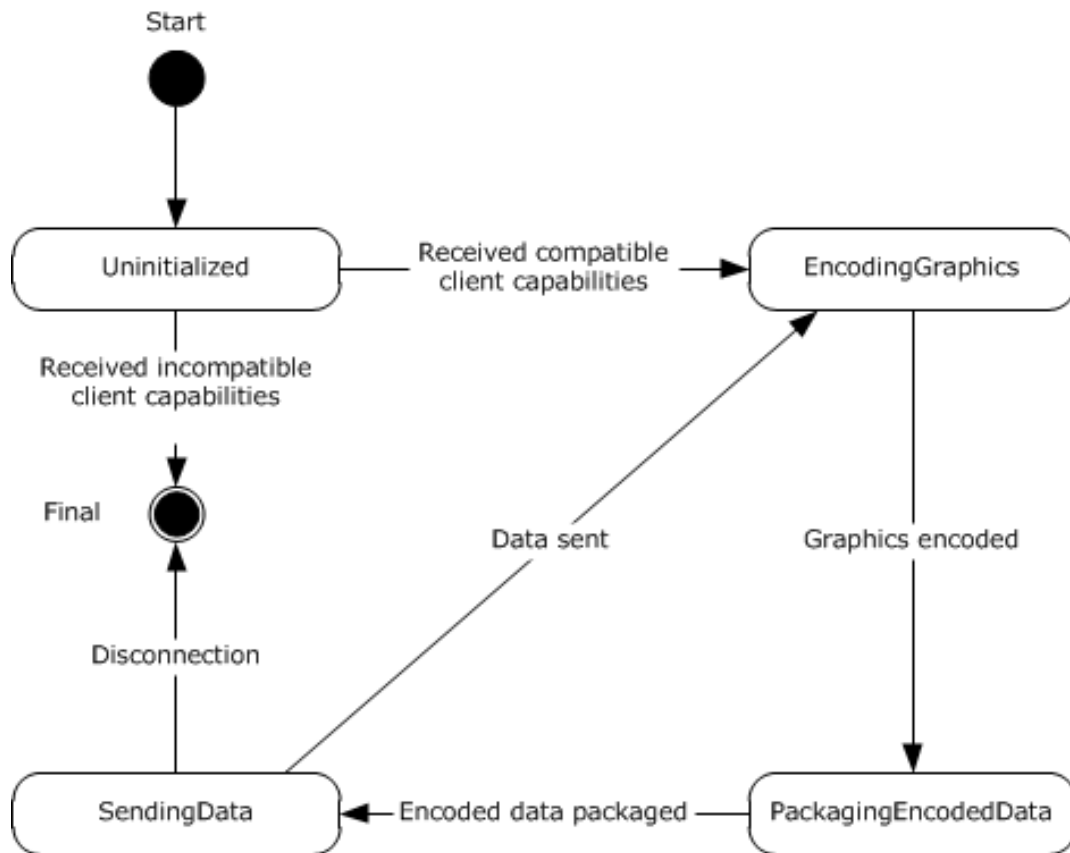 Start
Uninitialized
Received compatible
client capabilities
EncodingGraphics
Received incompatible
client capabilities
Final
Data sent
Graphics encoded
Disconnection
SendingData
Encoded data packaged
PackagingEncodedData